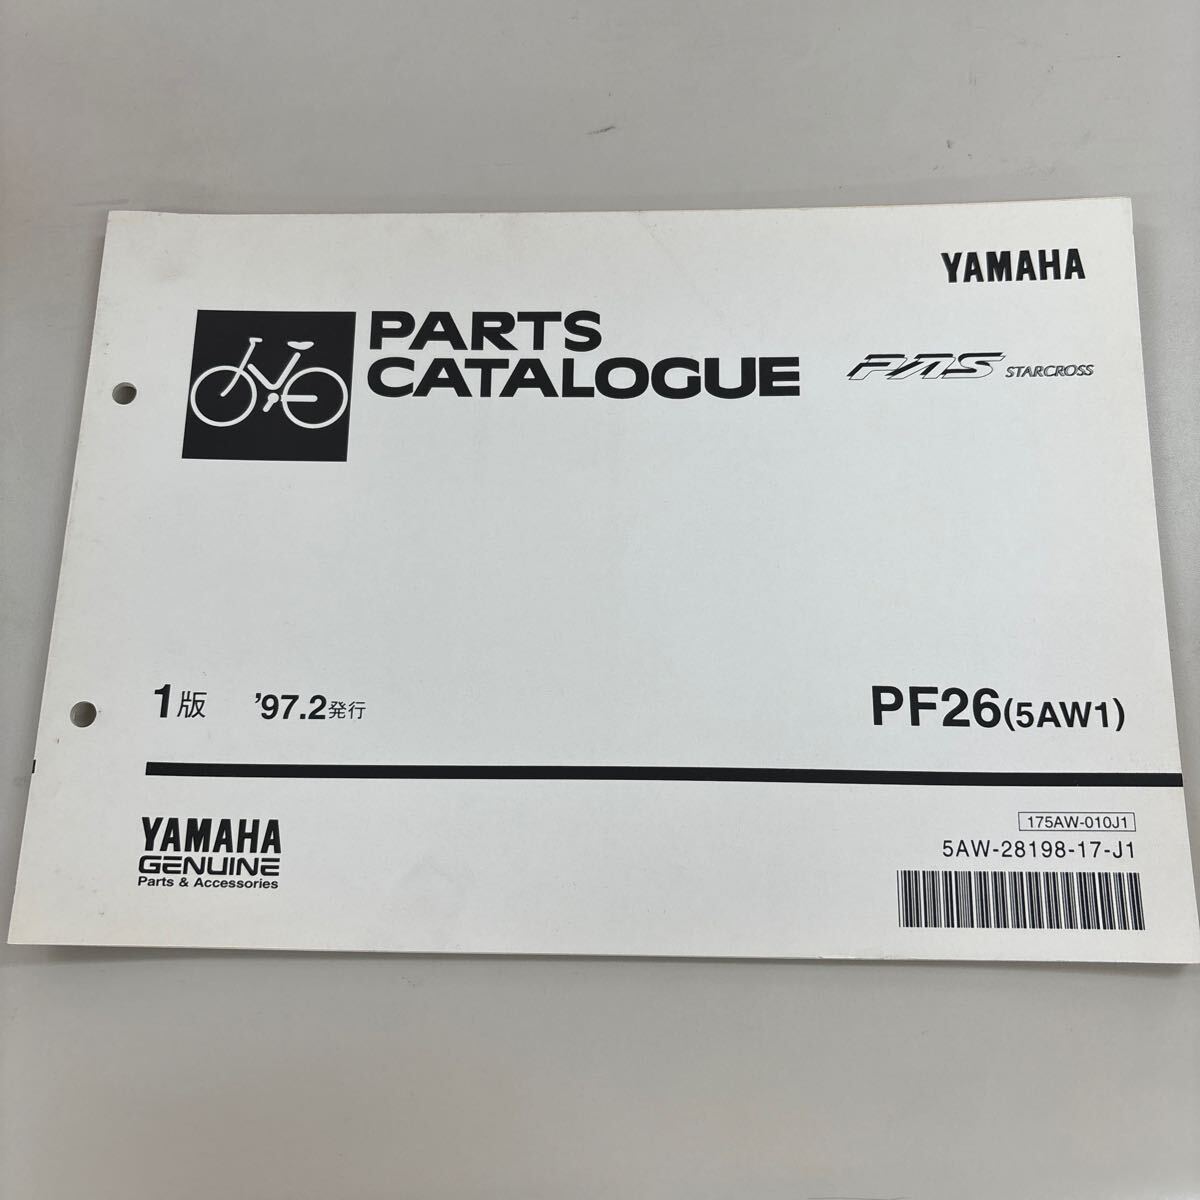 YAMAHA
PARTS
CATALOGUE
PAS STARCROSS
1版 '97.2発行
PF26(5AW1)
YAMAHA
GENUINE
Parts & Accessories
175AW-010J1
5AW-28198-17-J1